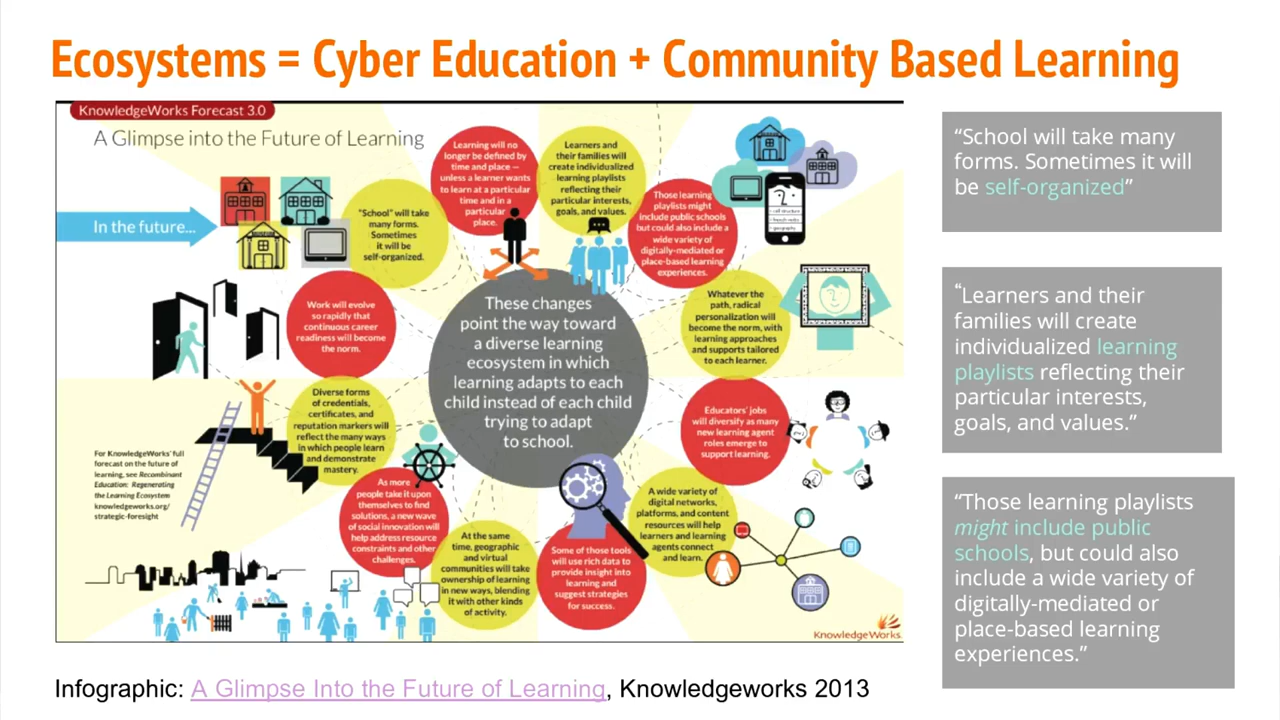 Ecosystems = Cyber Education + Community Based Learning
KnowledgeWorks Forecast 3.0
A Glimpse into the Future of Learning
In the future...
"School" will take
many forms.
Sometimes
it will be
self-organized.
Learning will no
longer be defined by
time and place —
unless a learner wants
to learn at a particular
time and in a
particular
place.
Learners and
their families will
create individualized
learning playlists
reflecting their
particular interests,
goals, and values.
Those learning
playlists might
include public schools
but could also include a
wide variety of
digitally-mediated or
place-based learning
experiences.
Whatever the
path, radical
personalization will
become the norm, with
learning approaches
and supports tailored
to each learner.
Educators' jobs
will diversify as many
new learning agent
roles emerge to
support learning.
A wide variety of
digital networks,
platforms, and content
resources will help
learners and learning
agents connect
and learn.
Some of those tools
will use rich data to
provide insight into
learning and
suggest strategies
for success.
At the same
time, geographic
and virtual
communities will take
ownership of learning
in new ways, blending
it with other kinds
of activity.
As more
people take it upon
themselves to find
solutions, a new wave
of social innovation will
help address resource
constraints and other
challenges.
Diverse forms
of credentials,
certificates, and
reputation markers will
reflect the many ways
in which people learn
and demonstrate
mastery.
Work will evolve
so rapidly that
continuous career
readiness will become
the norm.
These changes
point the way toward
a diverse learning
ecosystem in which
learning adapts to each
child instead of each child
trying to adapt
to school.
For KnowledgeWorks' full
forecast on the future of
learning, see Recombinant
Education: Regenerating
the Learning Ecosystem
knowledgeworks.org/
strategic-foresight
KnowledgeWorks
"School will take many
forms. Sometimes it will
be self-organized"
"Learners and their
families will create
individualized learning
playlists reflecting their
particular interests,
goals, and values."
"Those learning playlists
might include public
schools, but could also
include a wide variety of
digitally-mediated or
place-based learning
experiences."
Infographic: A Glimpse Into the Future of Learning, Knowledgeworks 2013